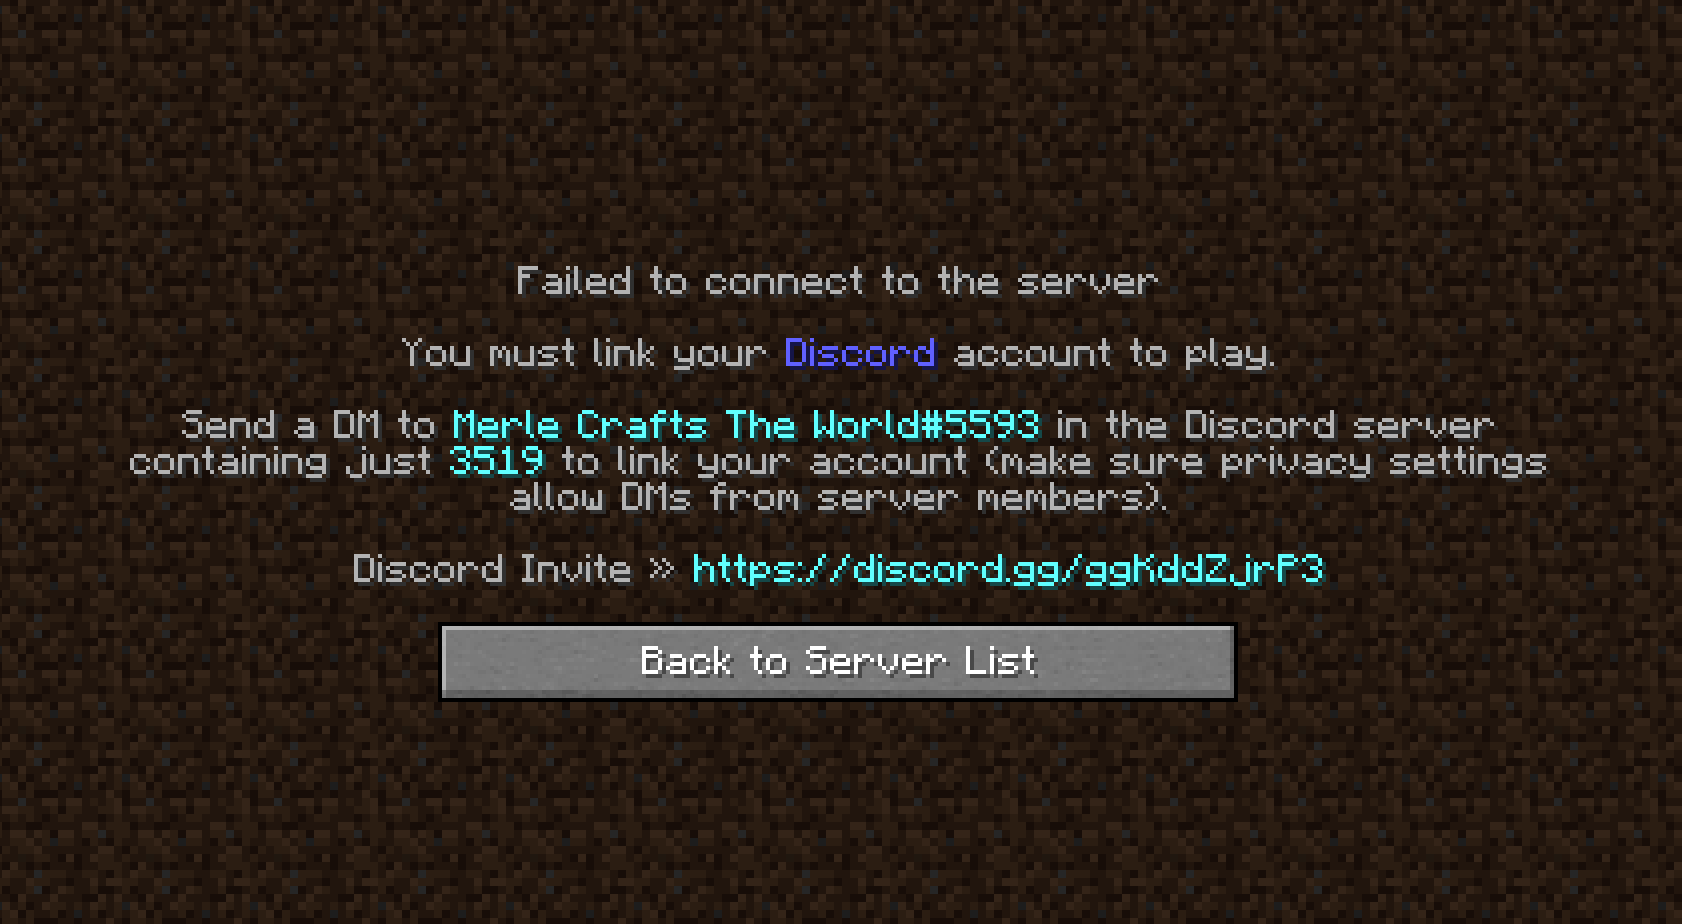 Failed to connect to the server
You must link your Discord account to play.
Send a DM to Merle Crafts The World#5593 in the Discord server
containing just 3519 to link your account (make sure privacy settings
allow DMs from server members).
Discord Invite » https://discord.gg/ggKddZjrP3
Back to Server List